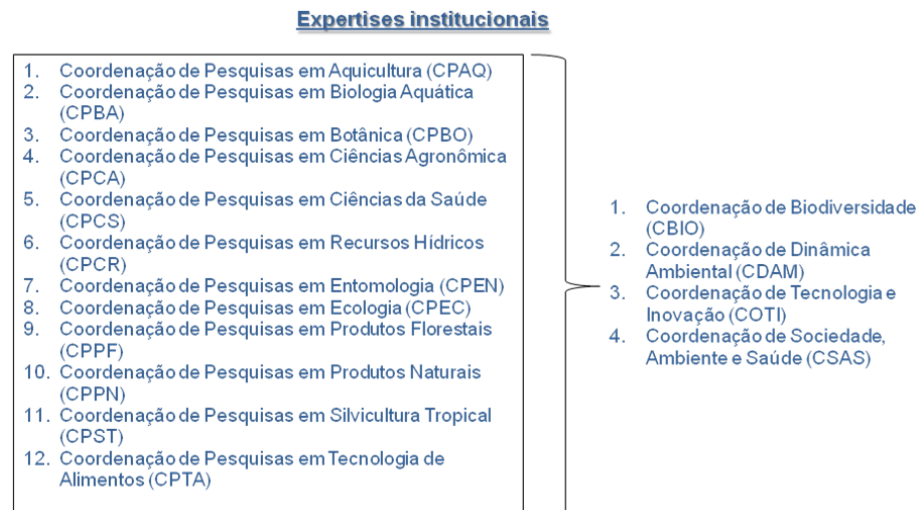 Expertises institucionais
1. Coordenação de Pesquisas em Aquicultura (CPAQ)
2. Coordenação de Pesquisas em Biologia Aquática
(CPBA)
3. Coordenação de Pesquisas em Botânica (CPBO)
4. Coordenação de Pesquisas em Ciências Agronômica
(CPCA)
5. Coordenação de Pesquisas em Ciências da Saúde
(CPCS)
6. Coordenação de Pesquisas em Recursos Hídricos
(CPCR)
7. Coordenação de Pesquisas em Entomologia (CPEN)
8. Coordenação de Pesquisas em Ecologia (CPEC)
9. Coordenação de Pesquisas em Produtos Florestais
(CPPF)
10. Coordenação de Pesquisas em Produtos Naturais
(CPPN)
11. Coordenação de Pesquisas em Silvicultura Tropical
(CPST)
12. Coordenação de Pesquisas em Tecnologia de
Alimentos (CPTA)
1. Coordenação de Biodiversidade
(CBIO)
2. Coordenação de Dinâmica
Ambiental (CDAM)
3. Coordenação de Tecnologia e
Inovação (COTI)
4. Coordenação de Sociedade,
Ambiente e Saúde (CSAS)